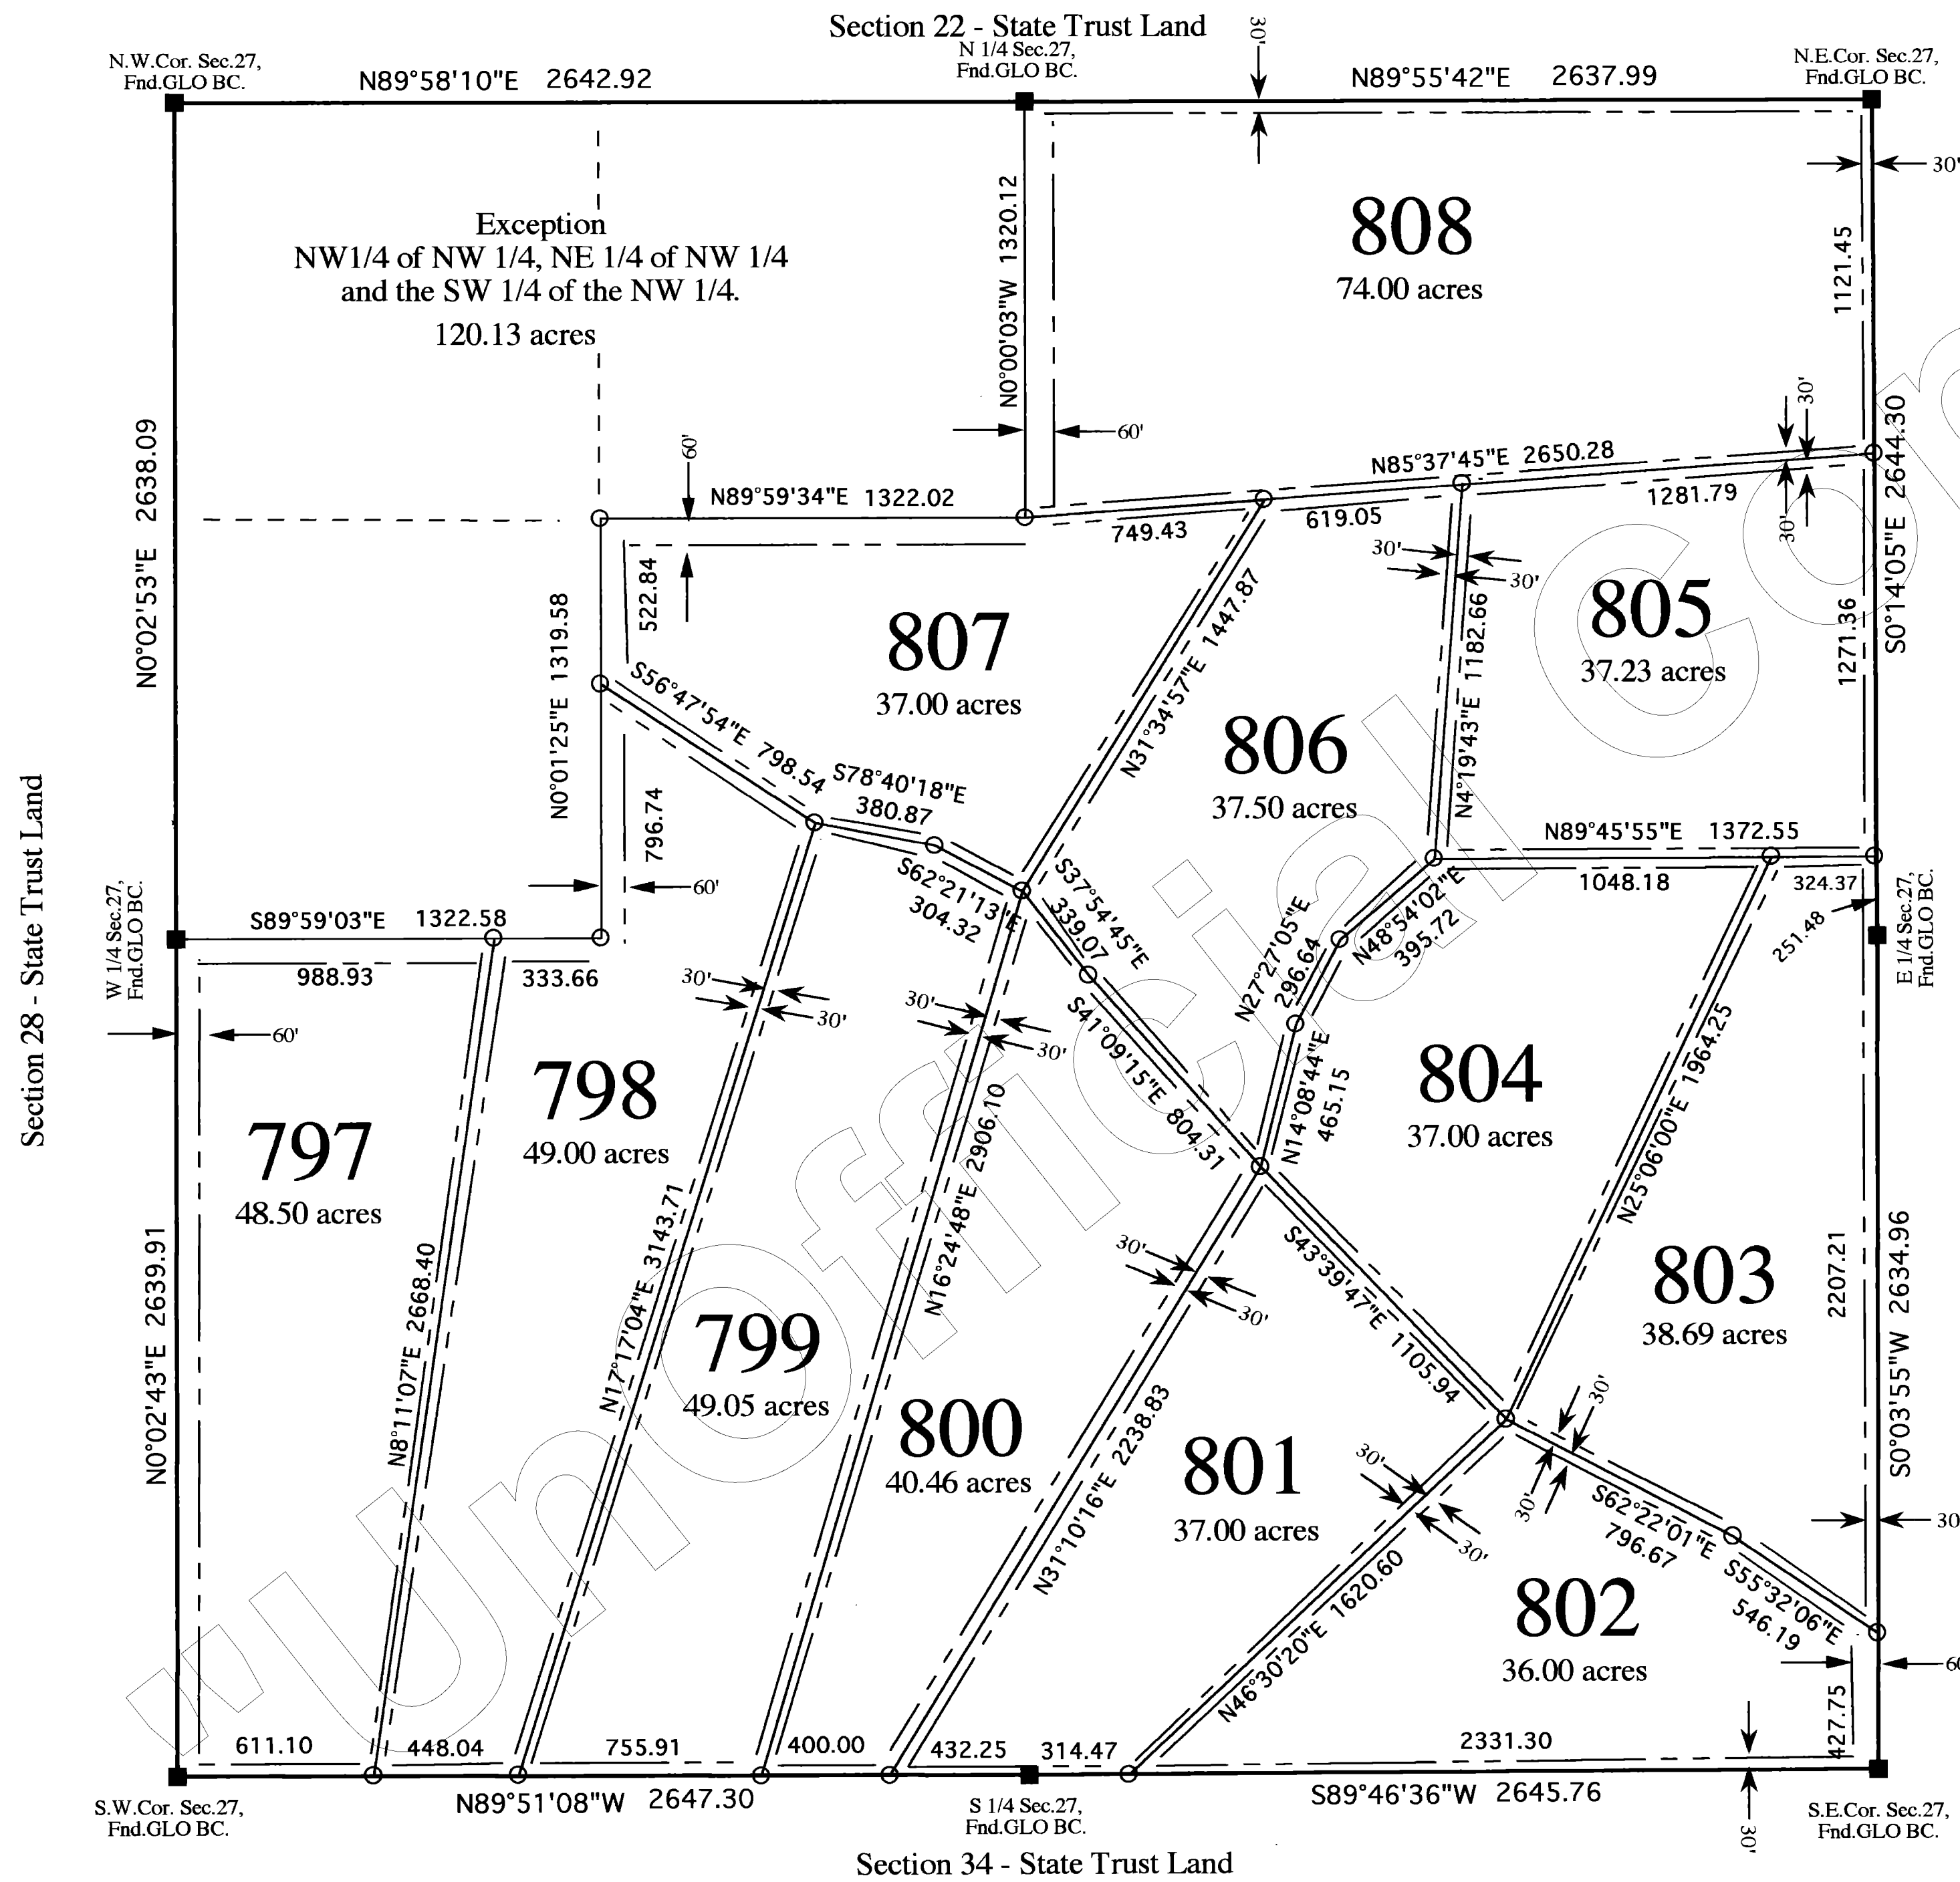 Section 22 - State Trust Land
N.W.Cor. Sec.27,
Fnd.GLO BC.
N89°58'10"E 2642.92
N 1/4 Sec.27,
Fnd.GLO BC.
30'
N89°55'42"E 2637.99
N.E.Cor. Sec.27,
Fnd.GLO BC.
30'
Exception
NW1/4 of NW 1/4, NE 1/4 of NW 1/4
and the SW 1/4 of the NW 1/4.
120.13 acres
N0°00'03"W 1320.12
808
74.00 acres
1121.45
60'
30'
N0°02'53"E 2638.09
60'
N89°59'34"E 1322.02
N85°37'45"E 2650.28
749.43
619.05
1281.79
30'
S0°14'05"E 2644.30
N0°01'25"E 1319.58
522.84
807
37.00 acres
N31°34'57"E 1447.87
30'
30'
N4°19'43"E 1182.66
805
37.23 acres
1271.36
S56°47'54"E 798.54
S78°40'18"E
380.87
806
37.50 acres
N89°45'55"E 1372.55
1048.18
324.37
796.74
60'
S62°21'13"E
304.32
S37°54'45"E
339.07
N48°54'02"E
395.72
N27°27'05"E
296.64
251.48
Section 28 - State Trust Land
W 1/4 Sec.27,
Fnd.GLO BC.
E 1/4 Sec.27,
Fnd.GLO BC.
S89°59'03"E 1322.58
988.93
333.66
60'
30'
30'
30'
30'
S41°09'15"E 804.31
N14°08'44"E
465.15
804
37.00 acres
N25°06'00"E 1964.25
797
48.50 acres
798
49.00 acres
N0°02'43"E 2639.91
N8°11'07"E 2668.40
N17°17'04"E 3143.71
799
49.05 acres
N16°24'48"E 2906.10
800
40.46 acres
30'
30'
N31°10'16"E 2238.83
S43°39'47"E 1105.94
803
38.69 acres
2207.21
S0°03'55"W 2634.96
801
37.00 acres
30'
30'
30'
30'
S62°22'01"E
796.67
S55°32'06"E
546.19
30
N46°30'20"E 1620.60
802
36.00 acres
60
427.75
611.10
448.04
755.91
400.00
432.25
314.47
2331.30
30'
S.W.Cor. Sec.27,
Fnd.GLO BC.
N89°51'08"W 2647.30
S 1/4 Sec.27,
Fnd.GLO BC.
S89°46'36"W 2645.76
S.E.Cor. Sec.27,
Fnd.GLO BC.
Section 34 - State Trust Land
"Unofficial Co